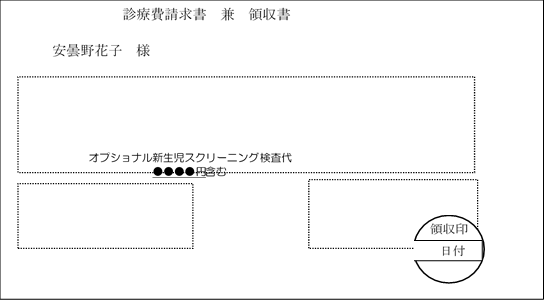 診療費請求書　兼　領収書
安曇野花子　様
オプショナル新生児スクリーニング検査代
●●●●円含む
領収印
日付